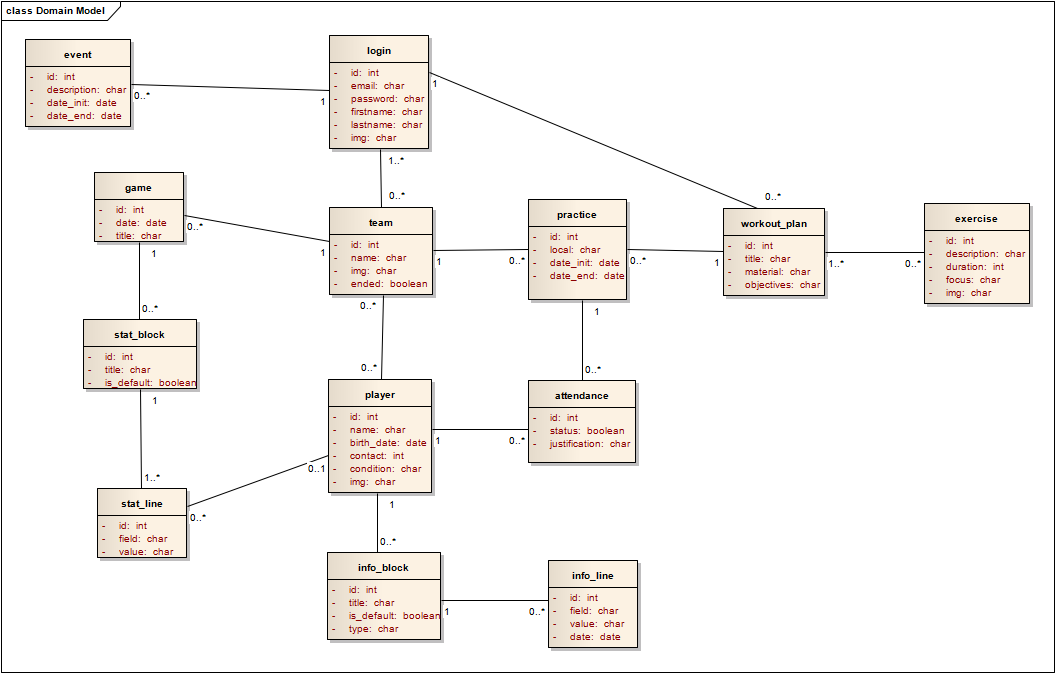 class Domain Model
event
- id: int
- description: char
- date_init: date
- date_end: date
0..*
1
login
- id: int
- email: char
- password: char
- firstname: char
- lastname: char
- img: char
1
1..*
0..*
0..*
game
- id: int
- date: date
- title: char
0..*
1
1
0..*
team
- id: int
- name: char
- img: char
- ended: boolean
1
0..*
0..*
0..*
practice
- id: int
- local: char
- date_init: date
- date_end: date
0..*
1
1
0..*
workout_plan
- id: int
- title: char
- material: char
- objectives: char
1..*
0..*
exercise
- id: int
- description: char
- duration: int
- focus: char
- img: char
stat_block
- id: int
- title: char
- is_default: boolean
1
1..*
player
- id: int
- name: char
- birth_date: date
- contact: int
- condition: char
- img: char
1
0..*
0..1
0..*
1
0..*
attendance
- id: int
- status: boolean
- justification: char
stat_line
- id: int
- field: char
- value: char
info_block
- id: int
- title: char
- is_default: boolean
- type: char
1
0..*
info_line
- id: int
- field: char
- value: char
- date: date